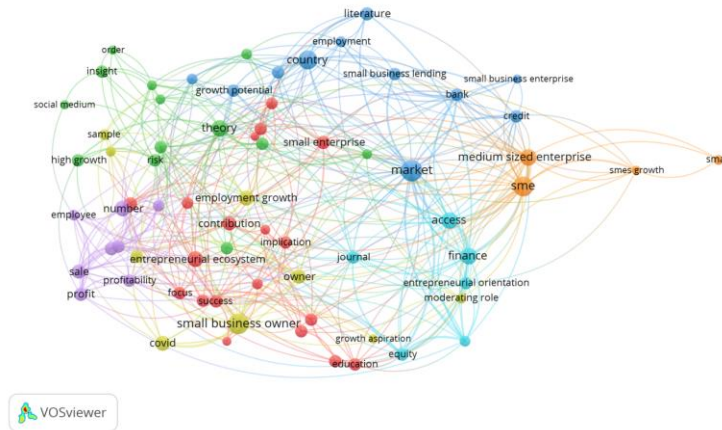 literature
employment
order
country
insight
small business lending
small business enterprise
growth potential
bank
social medium
credit
sample
theory
small enterprise
high growth
risk
medium sized enterprise
market
smes growth
sme
employment growth
number
employee
contribution
access
implication
entrepreneurial ecosystem
journal
finance
sale
profitability
owner
entrepreneurial orientation
profit
focus
success
moderating role
small business owner
growth aspiration
covid
equity
education
VOSviewer